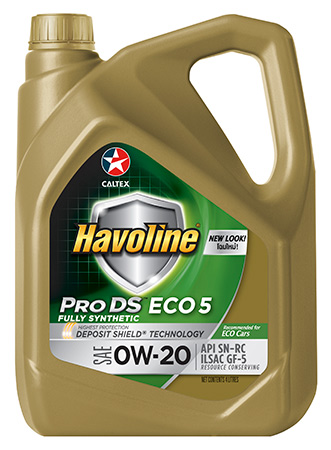 CALTEX
Havoline
NEW LOOK!
โฉมใหม่!
PRO DS™ ECO 5
FULLY SYNTHETIC
HIGHEST PROTECTION
DEPOSIT SHIELD® TECHNOLOGY
Recommended for
ECO Cars
SAE 0W-20
API SN-RC
ILSAC GF-5
RESOURCE CONSERVING
NET CONTENTS 4 LITRES